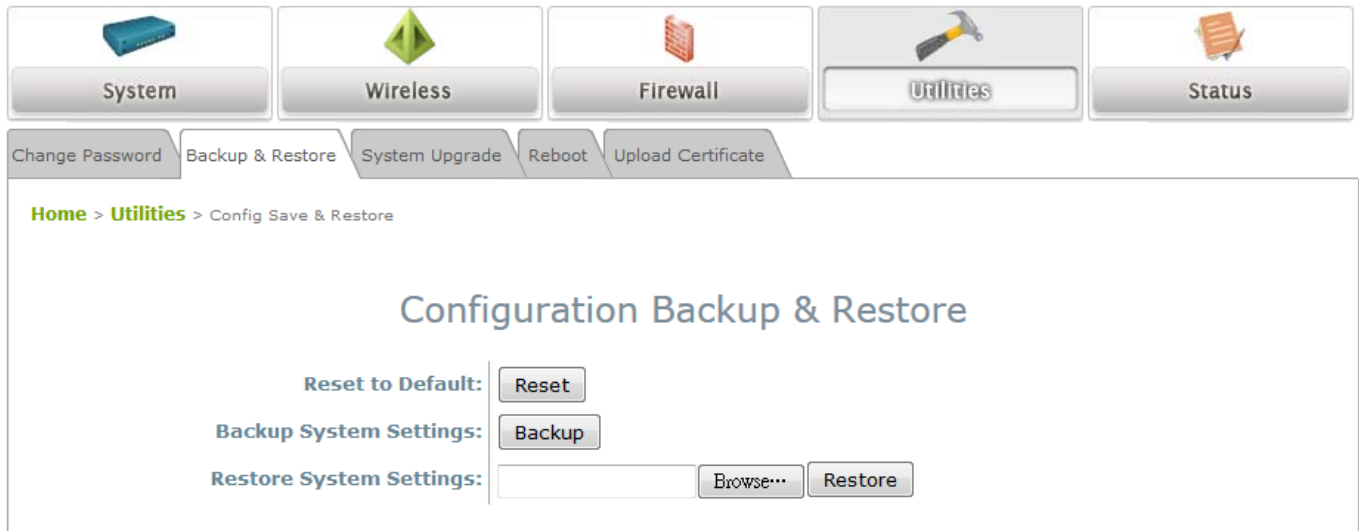 System Wireless Firewall Utilities Status
Change Password Backup & Restore System Upgrade Reboot Upload Certificate
Home > Utilities > Config Save & Restore
Configuration Backup & Restore
Reset to Default: Reset
Backup System Settings: Backup
Restore System Settings: Browse··· Restore